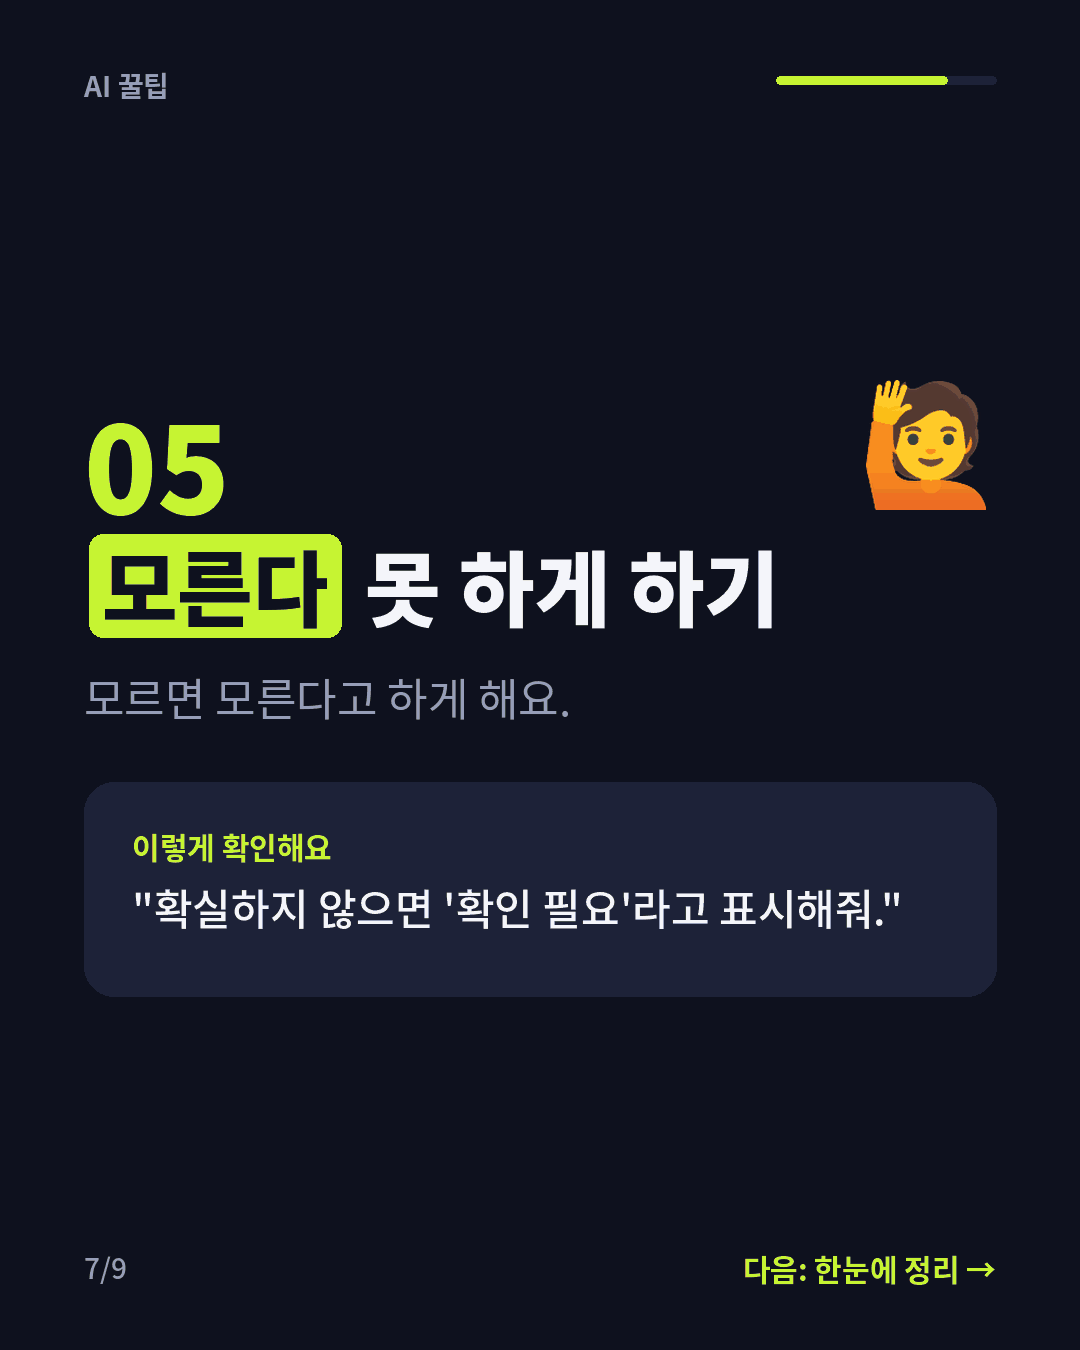 AI 꿀팁
05
모른다 못 하게 하기
모르면 모른다고 하게 해요.
이렇게 확인해요
"확실하지 않으면 '확인 필요'라고 표시해줘."
7/9
다음: 한눈에 정리 →